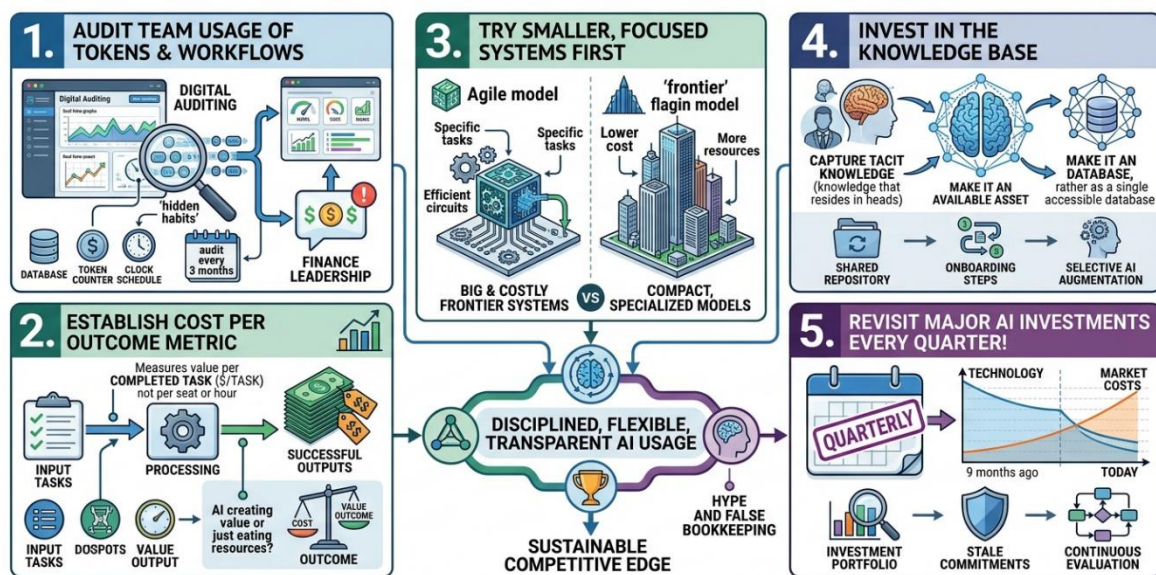 1. AUDIT TEAM USAGE OF
TOKENS & WORKFLOWS
Digital Auditing
DIGITAL
AUDITING
'hidden
habits'
DATABASE
TOKEN
COUNTER
CLOCK
SCHEDULE
audit
every
3 months
FINANCE
LEADERSHIP
2. ESTABLISH COST PER
OUTCOME METRIC
Measures value per
COMPLETED TASK ($/TASK)
not per seat or hour
INPUT
TASKS
PROCESSING
SUCCESSFUL
OUTPUTS
INPUT
TASKS
DOSPOTS
VALUE
OUTPUT
AI creating
value or
just eating
resources?
COST
VALUE
OUTCOME
OUTCOME
3. TRY SMALLER, FOCUSED
SYSTEMS FIRST
Agile model
Specific
tasks
Specific
tasks
Efficient
circuits
'frontier'
flagin model
Lower
cost
More
resources
BIG & COSTLY
FRONTIER SYSTEMS
VS
COMPACT,
SPECIALIZED MODELS
DISCIPLINED, FLEXIBLE,
TRANSPARENT AI USAGE
HYPE
AND FALSE
BOOKKEEPING
SUSTAINABLE
COMPETITIVE EDGE
4. INVEST IN THE
KNOWLEDGE BASE
CAPTURE TACIT
KNOWLEDGE
(knowledge that
resides in heads)
MAKE IT AN
AVAILABLE ASSET
MAKE IT AN
DATABASE,
rather as a single
accessible database
SHARED
REPOSITORY
ONBOARDING
STEPS
SELECTIVE AI
AUGMENTATION
5. REVISIT MAJOR AI INVESTMENTS
EVERY QUARTER!
QUARTERLY
TECHNOLOGY
MARKET
COSTS
9 months ago
TODAY
INVESTMENT
PORTFOLIO
STALE
COMMITMENTS
CONTINUOUS
EVALUATION